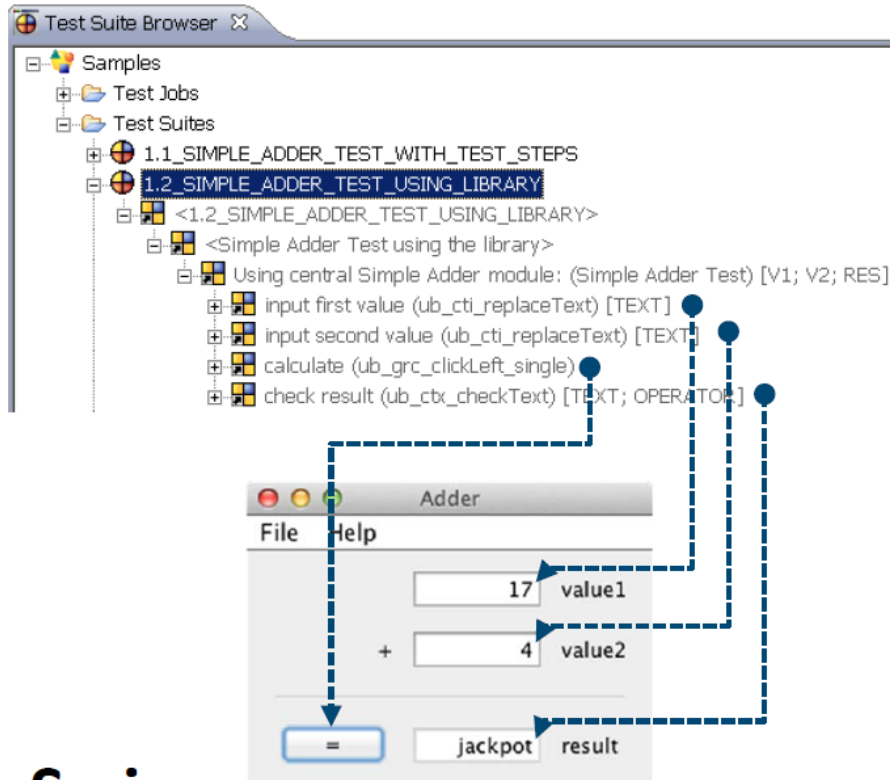 Test Suite Browser
Samples
Test Jobs
Test Suites
1.1_SIMPLE_ADDER_TEST_WITH_TEST_STEPS
1.2_SIMPLE_ADDER_TEST_USING_LIBRARY
<1.2_SIMPLE_ADDER_TEST_USING_LIBRARY>
<Simple Adder Test using the library>
Using central Simple Adder module: (Simple Adder Test) [V1; V2; RES]
input first value (ub_cti_replaceText) [TEXT]
input second value (ub_cti_replaceText) [TEXT]
calculate (ub_grc_clickLeft_single)
check result (ub_ctx_checkText) [TEXT; OPERATOR]
Adder
File Help
17 value1
+ 4 value2
= jackpot result